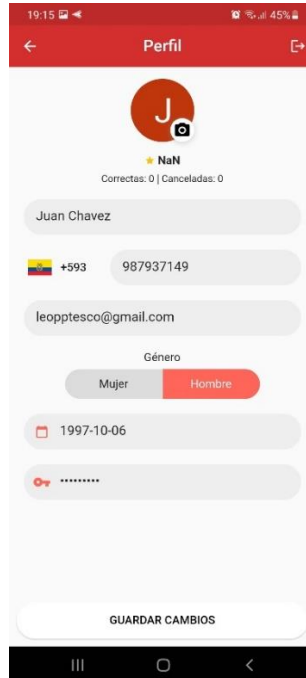 19:15 45%
Perfil
J
NaN
Correctas: 0 | Canceladas: 0
Juan Chavez
+593 987937149
leopptesco@gmail.com
Género
Mujer Hombre
1997-10-06
•••••••••
GUARDAR CAMBIOS